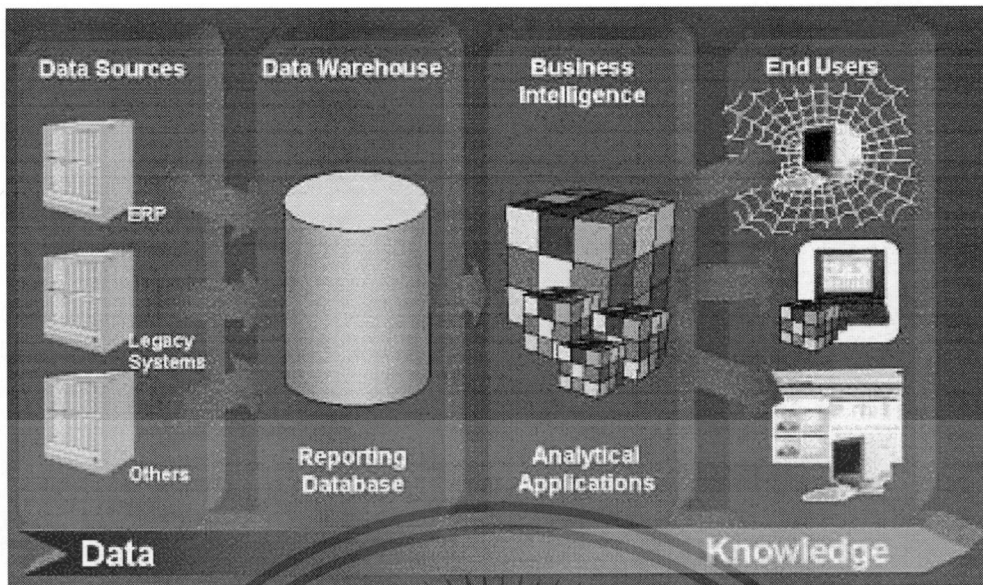 Data Sources
Data Warehouse
Business
Intelligence
End Users
ERP
Legacy
Systems
Others
Reporting
Database
Analytical
Applications
Data
Knowledge